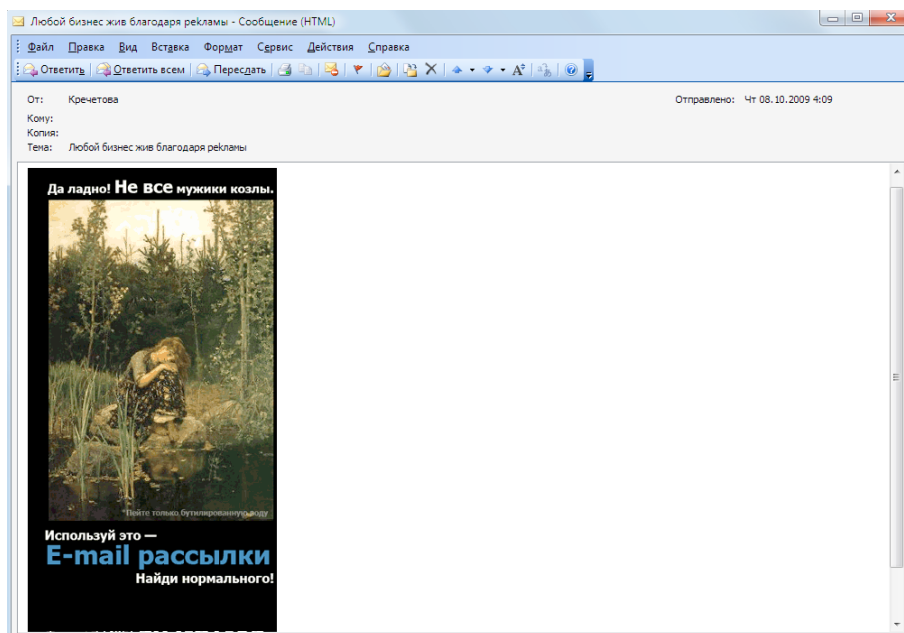 Любой бизнес жив благодаря рекламы - Сообщение (HTML)
Файл Правка Вид Вставка Формат Сервис Действия Справка
Ответить Ответить всем Переслать
От: Кречетова Отправлено: Чт 08.10.2009 4:09
Кому:
Копия:
Тема: Любой бизнес жив благодаря рекламы
Да ладно! Не все мужики козлы.
*Пейте только бутилированную воду
Используй это —
E-mail рассылки
Найди нормального!